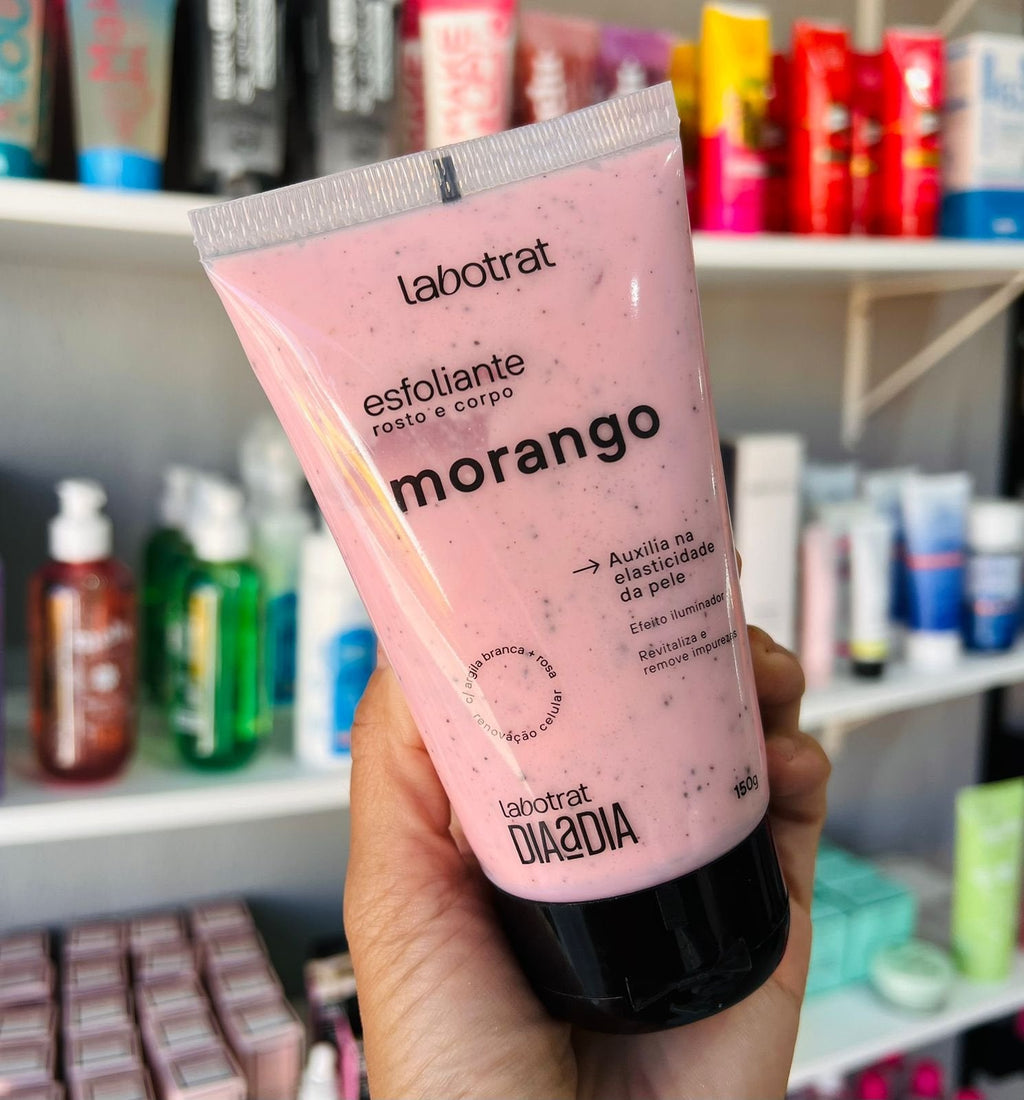 labotrat
esfoliante
rosto e corpo
morango
→ Auxilia na
elasticidade
da pele
Efeito iluminador
Revitaliza e
remove impurezas
c/ argila branca + rosa
renovação celular
labotrat
DIAaDIA
150g